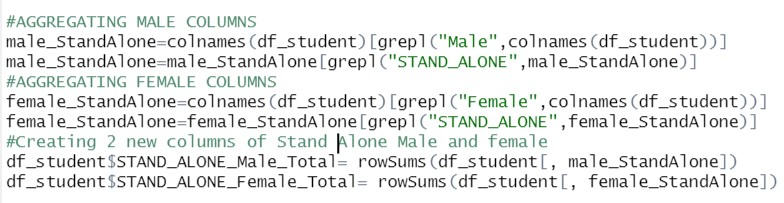 #AGGREGATING MALE COLUMNS
male_StandAlone=colnames(df_student)[grepl("Male",colnames(df_student))]
male_StandAlone=male_StandAlone[grepl("STAND_ALONE",male_StandAlone)]
#AGGREGATING FEMALE COLUMNS
female_StandAlone=colnames(df_student)[grepl("Female",colnames(df_student))]
female_StandAlone=female_StandAlone[grepl("STAND_ALONE",female_StandAlone)]
#Creating 2 new columns of Stand Alone Male and female
df_student$STAND_ALONE_Male_Total= rowSums(df_student[, male_StandAlone])
df_student$STAND_ALONE_Female_Total= rowSums(df_student[, female_StandAlone])